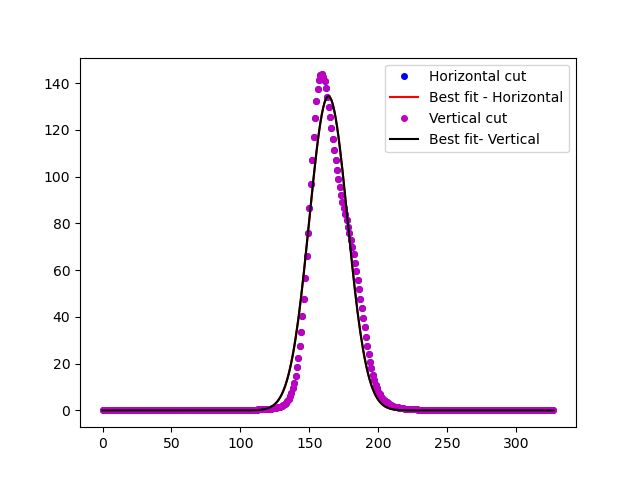 Horizontal cut
Best fit - Horizontal
Vertical cut
Best fit- Vertical
140
120
100
80
60
40
20
0
0 50 100 150 200 250 300